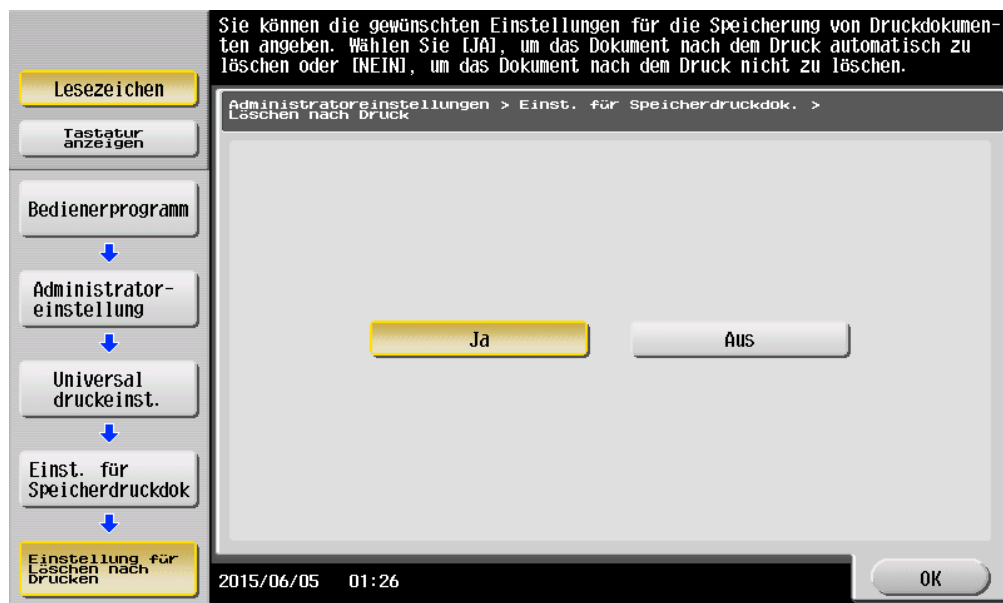 Sie können die gewünschten Einstellungen für die Speicherung von Druckdokumen-
ten angeben. Wählen Sie [JA], um das Dokument nach dem Druck automatisch zu
löschen oder [NEIN], um das Dokument nach dem Druck nicht zu löschen.
Lesezeichen
Tastatur
anzeigen
Administratoreinstellungen > Einst. für Speicherdruckdok. >
Löschen nach Druck
Bedienerprogramm
Administrator-
einstellung
Universal
druckeinst.
Einst. für
Speicherdruckdok
Einstellung für
Löschen nach
Drucken
Ja
Aus
2015/06/05 01:26
OK